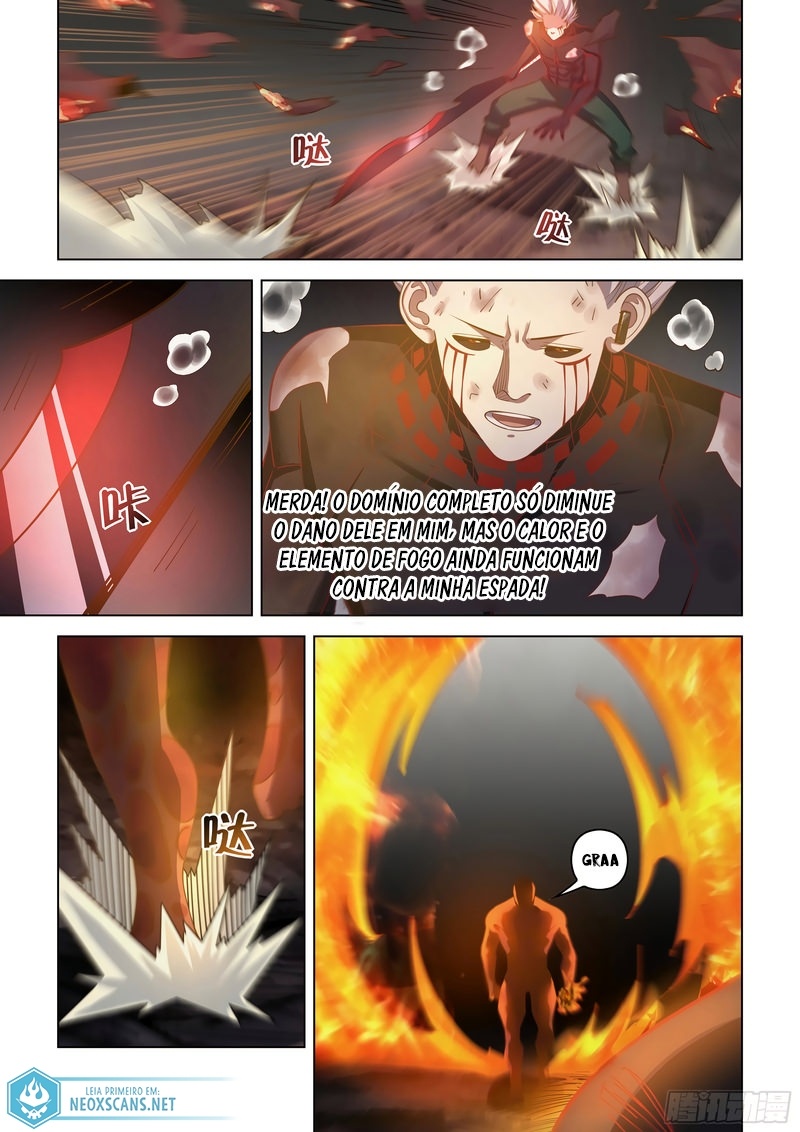 哒
哒
咔
MERDA! O DOMÍNIO COMPLETO SÓ DIMINUE
O DANO DELE EM MIM, MAS O CALOR E O
ELEMENTO DE FOGO AINDA FUNCIONAM
CONTRA A MINHA ESPADA!
哒
GRAA
LEIA PRIMEIRO EM:
NEOXSCANS.NET
腾讯动漫